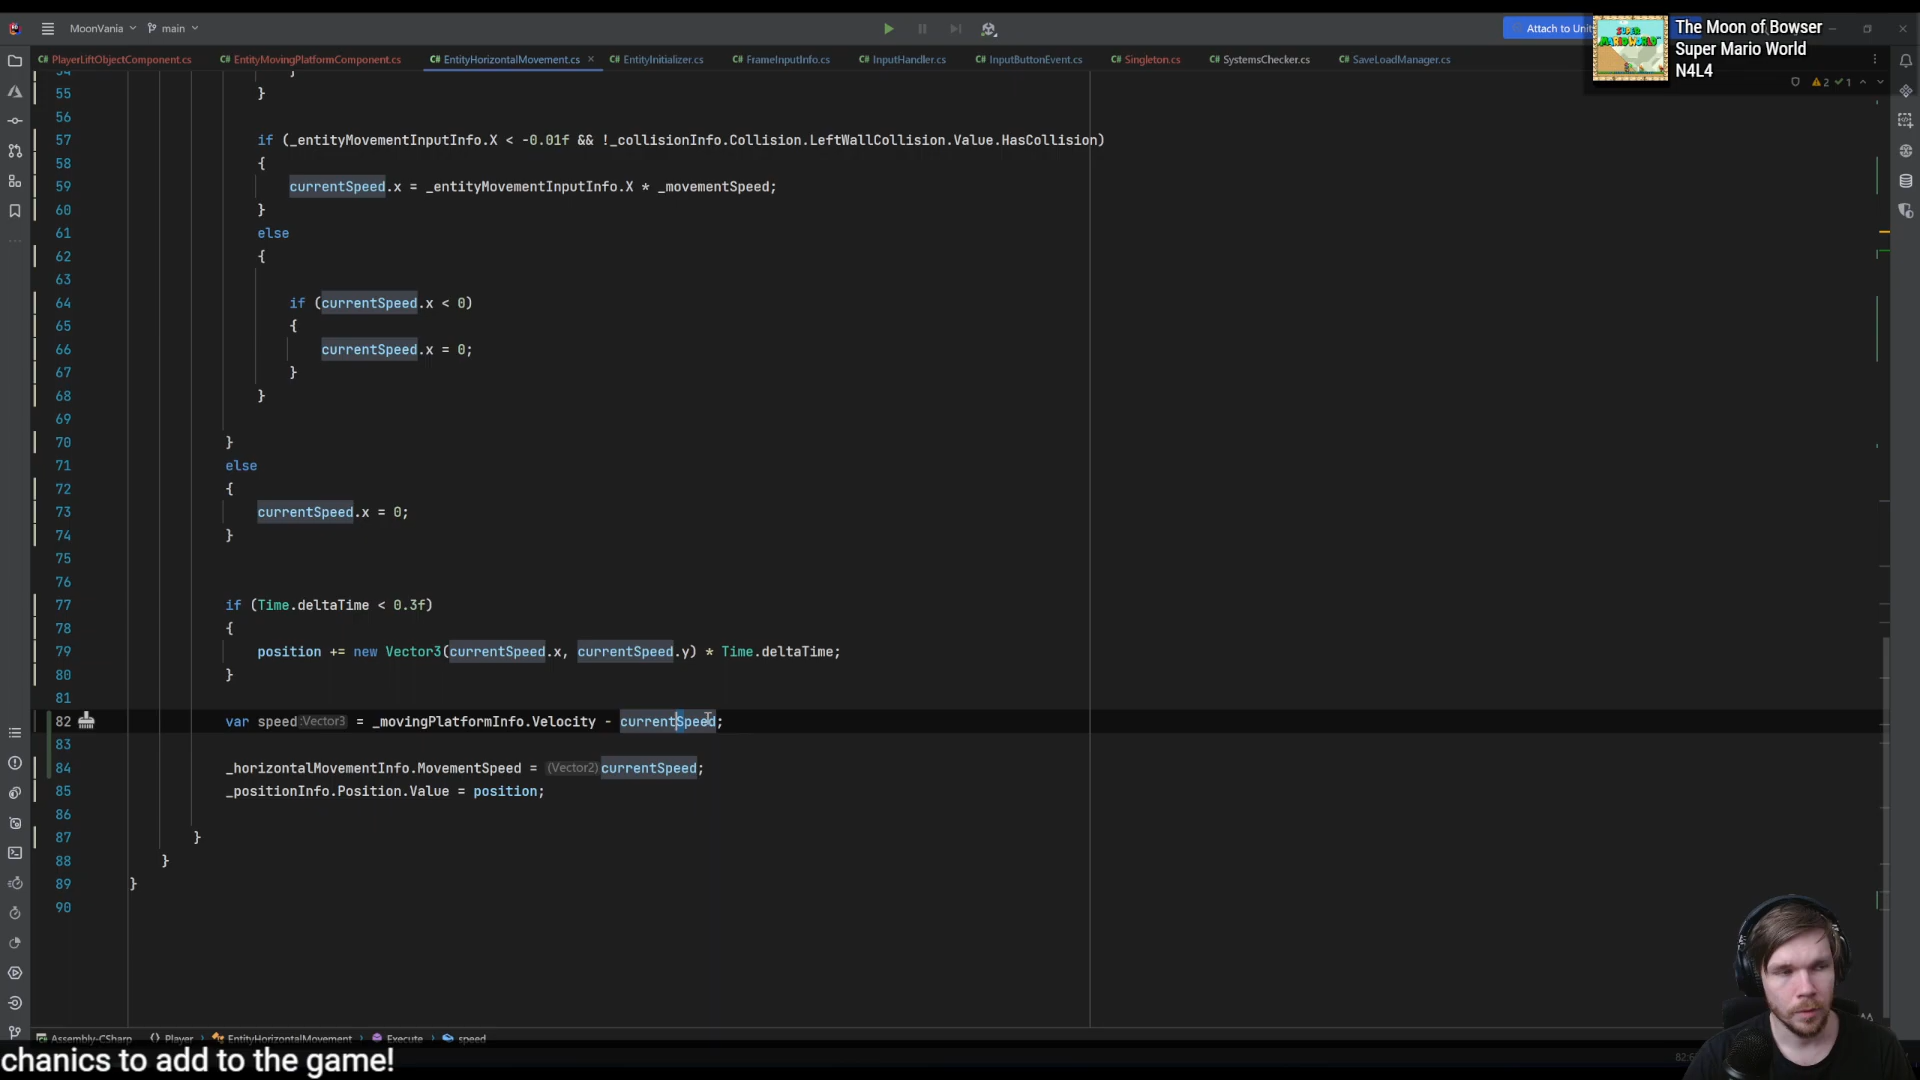 MoonVania main Attach to Unit
The Moon of Bowser
Super Mario World
N4L4
PlayerLiftObjectComponent.cs EntityMovingPlatformComponent.cs EntityHorizontalMovement.cs EntityInitializer.cs FrameInputInfo.cs InputHandler.cs InputButtonEvent.cs Singleton.cs SystemsChecker.cs SaveLoadManager.cs
2 1
54 }
55 }
56
57 if (_entityMovementInputInfo.X < -0.01f && !_collisionInfo.Collision.LeftWallCollision.Value.HasCollision)
58 {
59 currentSpeed.x = _entityMovementInputInfo.X * _movementSpeed;
60 }
61 else
62 {
63
64 if (currentSpeed.x < 0)
65 {
66 currentSpeed.x = 0;
67 }
68 }
69
70 }
71 else
72 {
73 currentSpeed.x = 0;
74 }
75
76
77 if (Time.deltaTime < 0.3f)
78 {
79 position += new Vector3(currentSpeed.x, currentSpeed.y) * Time.deltaTime;
80 }
81
82 var speed :Vector3 = _movingPlatformInfo.Velocity - currentSpeed;
83
84 _horizontalMovementInfo.MovementSpeed = (Vector2) currentSpeed;
85 _positionInfo.Position.Value = position;
86
87 }
88 }
89 }
90
Assembly-CSharp Player EntityHorizontalMovement Execute speed
chanics to add to the game!